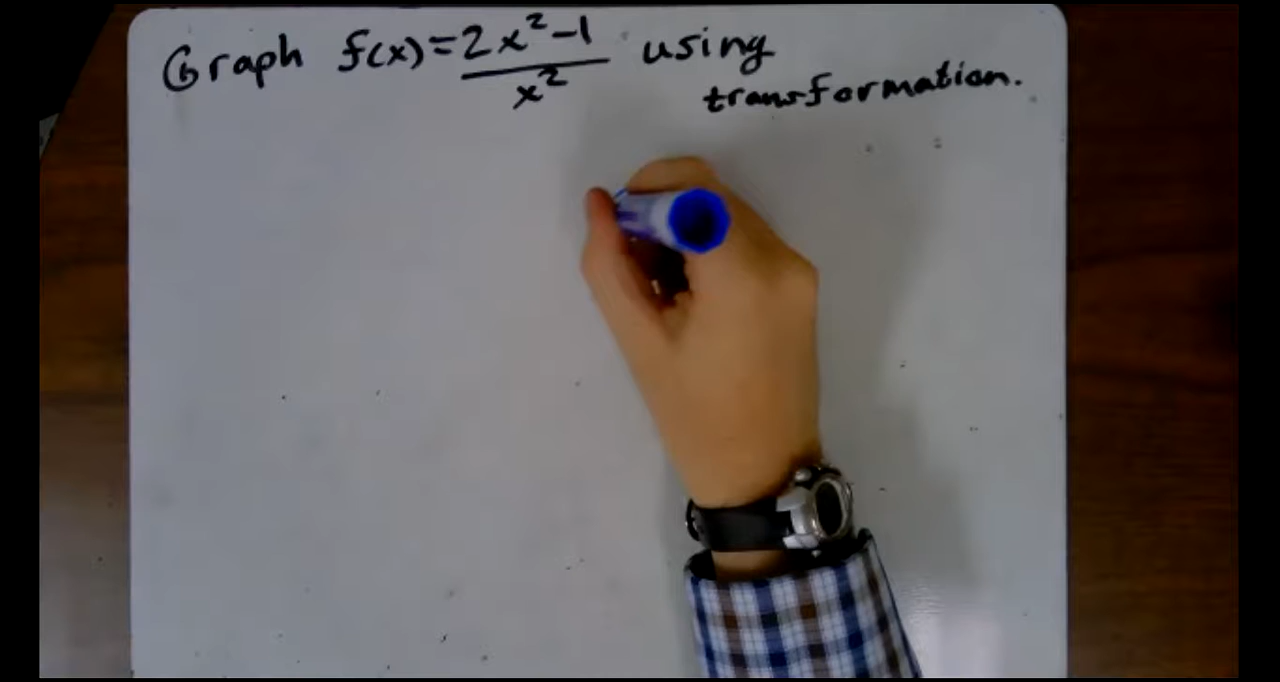 Graph f(x)=2x²-1/x² using
transformation.